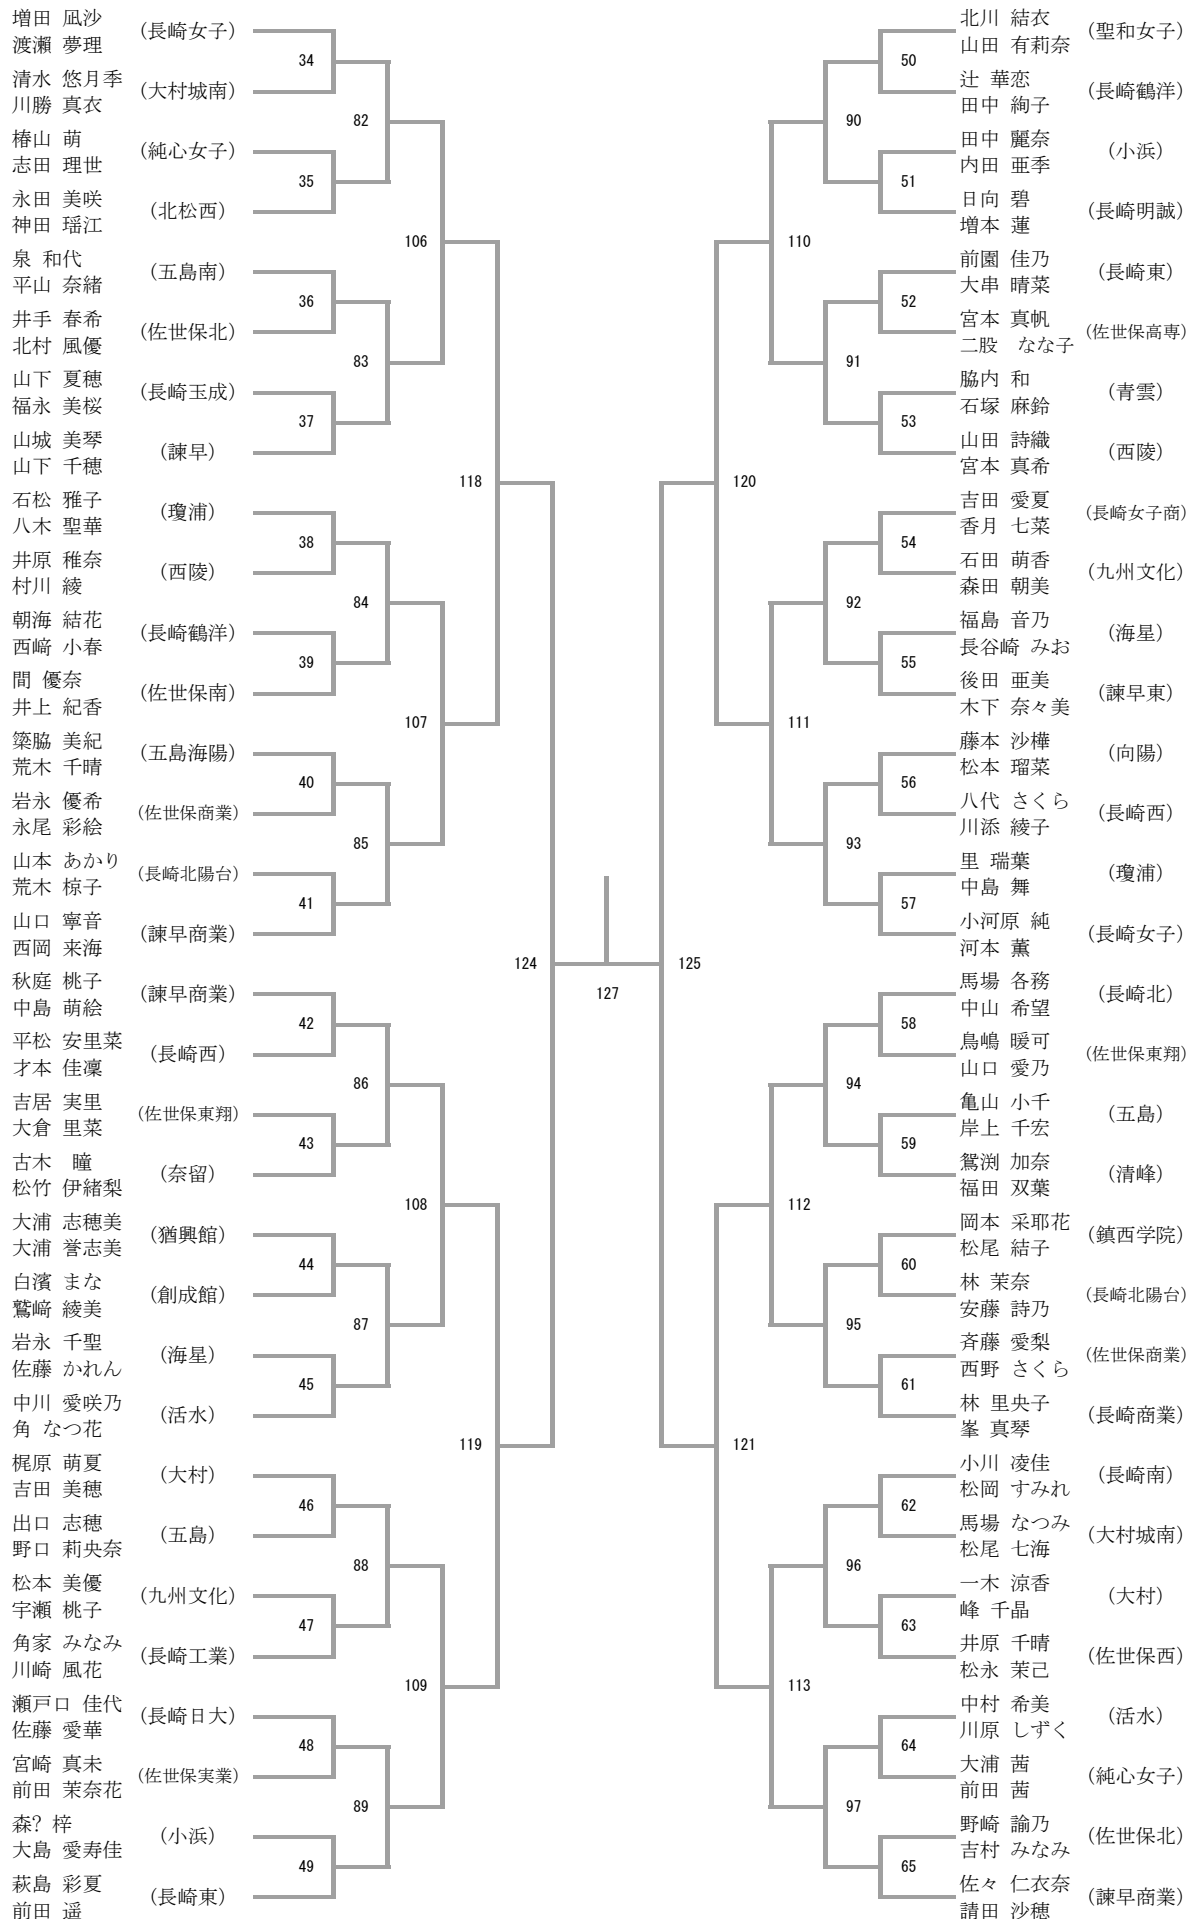 増田 凪沙
渡瀬 夢理
(長崎女子)
34
清水 悠月季
川勝 真衣
(大村城南)
82
椿山 萌
志田 理世
(純心女子)
35
永田 美咲
神田 瑶江
(北松西)
106
泉 和代
平山 奈緒
(五島南)
36
井手 春希
北村 風優
(佐世保北)
83
山下 夏穂
福永 美桜
(長崎玉成)
37
山城 美琴
山下 千穂
(諫早)
118
石松 雅子
八木 聖華
(瓊浦)
38
井原 稚奈
村川 綾
(西陵)
84
朝海 結花
西﨑 小春
(長崎鶴洋)
39
間 優奈
井上 紀香
(佐世保南)
107
築脇 美紀
荒木 千晴
(五島海陽)
40
岩永 優希
永尾 彩絵
(佐世保商業)
85
山本 あかり
荒木 椋子
(長崎北陽台)
41
山口 寧音
西岡 来海
(諫早商業)
124
秋庭 桃子
中島 萌絵
(諫早商業)
42
平松 安里菜
才本 佳凜
(長崎西)
86
吉居 実里
大倉 里菜
(佐世保東翔)
43
古木 瞳
松竹 伊緒梨
(奈留)
108
大浦 志穂美
大浦 誉志美
(猶興館)
44
白濱 まな
鷲﨑 綾美
(創成館)
87
岩永 千聖
佐藤 かれん
(海星)
45
中川 愛咲乃
角 なつ花
(活水)
119
梶原 萌夏
吉田 美穂
(大村)
46
出口 志穂
野口 莉央奈
(五島)
88
松本 美優
宇瀬 桃子
(九州文化)
47
角家 みなみ
川崎 風花
(長崎工業)
109
瀬戸口 佳代
佐藤 愛華
(長崎日大)
48
宮崎 真未
前田 茉奈花
(佐世保実業)
89
森? 梓
大島 愛寿佳
(小浜)
49
萩島 彩夏
前田 遥
(長崎東)
127
北川 結衣
山田 有莉奈
(聖和女子)
50
辻 華恋
田中 絢子
(長崎鶴洋)
90
田中 麗奈
内田 亜季
(小浜)
51
日向 碧
増本 蓮
(長崎明誠)
110
前園 佳乃
大串 晴菜
(長崎東)
52
宮本 真帆
二股 なな子
(佐世保高専)
91
脇内 和
石塚 麻鈴
(青雲)
53
山田 詩織
宮本 真希
(西陵)
120
吉田 愛夏
香月 七菜
(長崎女子商)
54
石田 萌香
森田 朝美
(九州文化)
92
福島 音乃
長谷崎 みお
(海星)
55
後田 亜美
木下 奈々美
(諫早東)
111
藤本 沙樺
松本 瑠菜
(向陽)
56
八代 さくら
川添 綾子
(長崎西)
93
里 瑞葉
中島 舞
(瓊浦)
57
小河原 純
河本 薫
(長崎女子)
125
馬場 各務
中山 希望
(長崎北)
58
鳥嶋 暖可
山口 愛乃
(佐世保東翔)
94
亀山 小千
岸上 千宏
(五島)
59
鴛渕 加奈
福田 双葉
(清峰)
112
岡本 采耶花
松尾 結子
(鎮西学院)
60
林 茉奈
安藤 詩乃
(長崎北陽台)
95
斉藤 愛梨
西野 さくら
(佐世保商業)
61
林 里央子
峯 真琴
(長崎商業)
121
小川 凌佳
松岡 すみれ
(長崎南)
62
馬場 なつみ
松尾 七海
(大村城南)
96
一木 涼香
峰 千晶
(大村)
63
井原 千晴
松永 茉己
(佐世保西)
113
中村 希美
川原 しずく
(活水)
64
大浦 茜
前田 茜
(純心女子)
97
野崎 諭乃
吉村 みなみ
(佐世保北)
65
佐々 仁衣奈
請田 沙穂
(諫早商業)